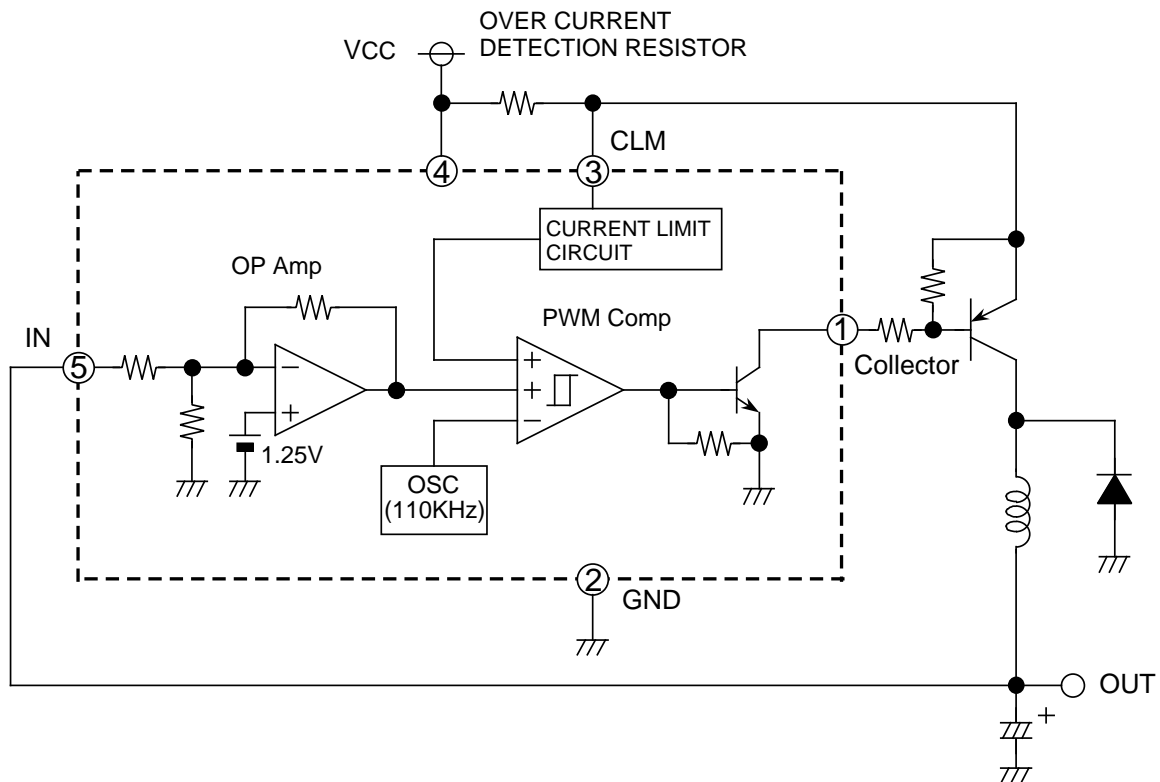 OVER CURRENT
DETECTION RESISTOR
VCC
CLM
4
3
CURRENT LIMIT
CIRCUIT
OP Amp
PWM Comp
1
IN
5
Collector
−
+
1.25V
+
+
−
OSC
(110KHz)
2
GND
OUT
+